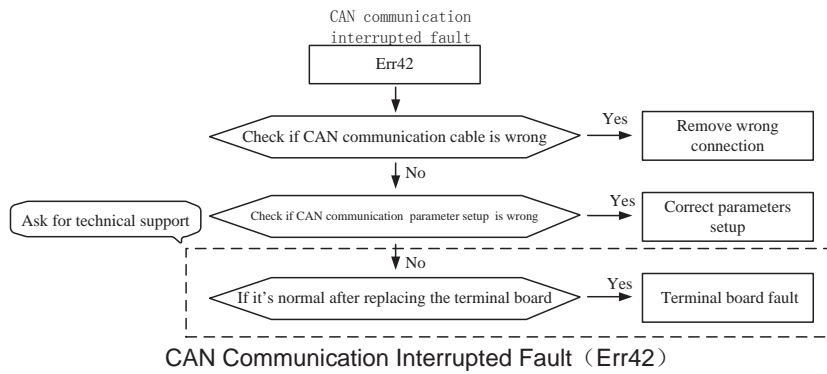 CAN communication
interrupted fault
Err42
Check if CAN communication cable is wrong
Yes
Remove wrong
connection
No
Check if CAN communication parameter setup is wrong
Yes
Correct parameters
setup
Ask for technical support
No
If it's normal after replacing the terminal board
Yes
Terminal board fault
CAN Communication Interrupted Fault（Err42）